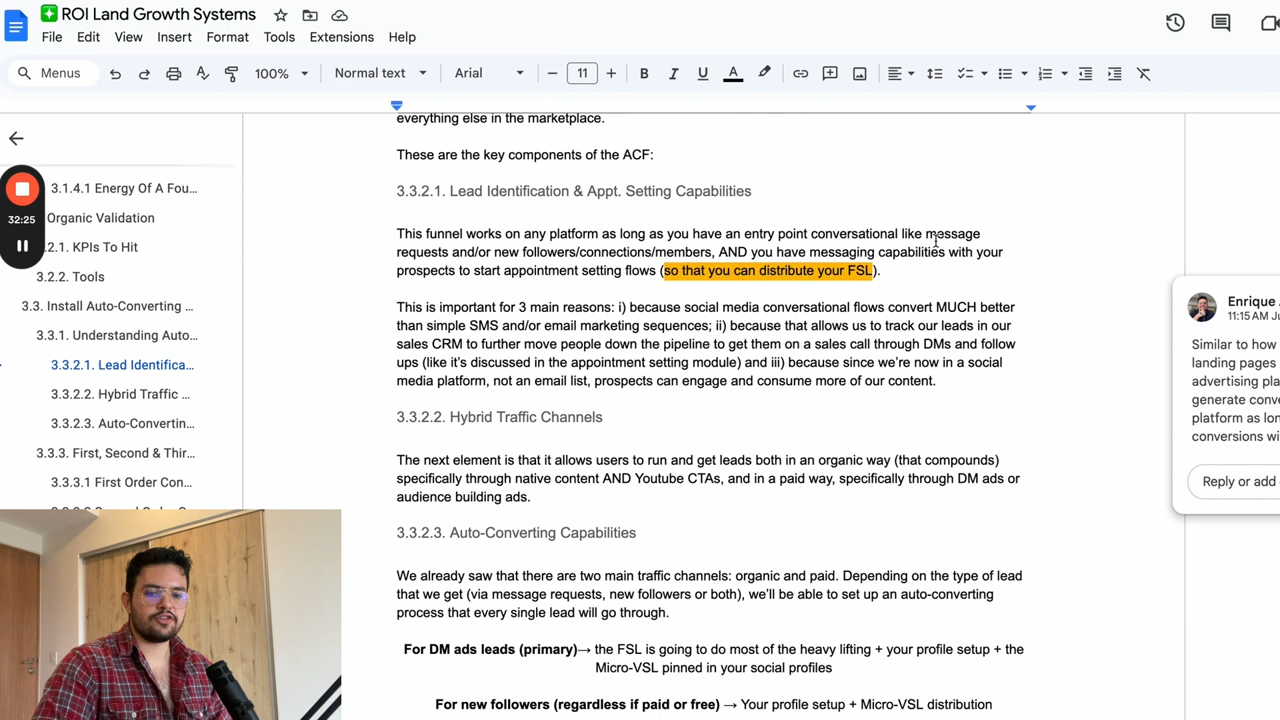 ROI Land Growth Systems
File Edit View Insert Format Tools Extensions Help
Menus 100% Normal text Arial 11
everything else in the marketplace.
These are the key components of the ACF:
3.3.2.1. Lead Identification & Appt. Setting Capabilities
This funnel works on any platform as long as you have an entry point conversational like message
requests and/or new followers/connections/members, AND you have messaging capabilities with your
prospects to start appointment setting flows (so that you can distribute your FSL).
This is important for 3 main reasons: i) because social media conversational flows convert MUCH better
than simple SMS and/or email marketing sequences; ii) because that allows us to track our leads in our
sales CRM to further move people down the pipeline to get them on a sales call through DMs and follow
ups (like it's discussed in the appointment setting module) and iii) because since we're now in a social
media platform, not an email list, prospects can engage and consume more of our content.
3.3.2.2. Hybrid Traffic Channels
The next element is that it allows users to run and get leads both in an organic way (that compounds)
specifically through native content AND Youtube CTAs, and in a paid way, specifically through DM ads or
audience building ads.
3.3.2.3. Auto-Converting Capabilities
We already saw that there are two main traffic channels: organic and paid. Depending on the type of lead
that we get (via message requests, new followers or both), we'll be able to set up an auto-converting
process that every single lead will go through.
For DM ads leads (primary)→ the FSL is going to do most of the heavy lifting + your profile setup + the
Micro-VSL pinned in your social profiles
For new followers (regardless if paid or free) → Your profile setup + Micro-VSL distribution
3.1.4.1 Energy Of A Fou...
Organic Validation
2.1. KPIs To Hit
3.2.2. Tools
3.3. Install Auto-Converting ...
3.3.1. Understanding Auto...
3.3.2.1. Lead Identifica...
3.3.2.2. Hybrid Traffic ...
3.3.2.3. Auto-Convertin...
3.3.3. First, Second & Thir...
3.3.3.1 First Order Con...
32:25
Enrique
11:15 AM Ju
Similar to how
landing pages
advertising pla
generate conve
platform as lon
conversions wi
Reply or add